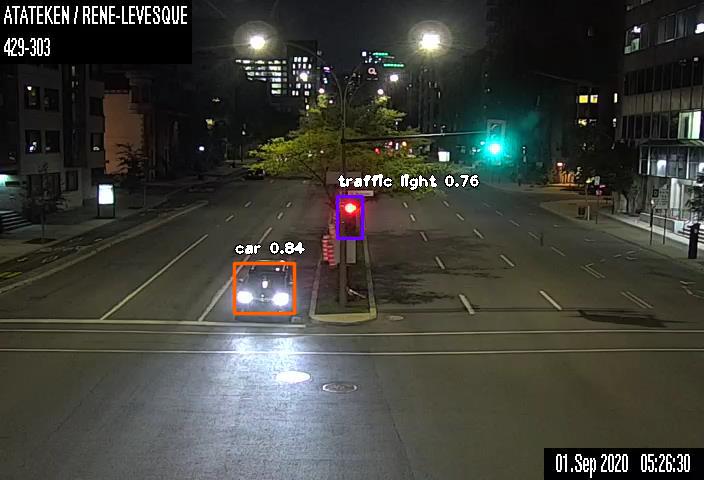 ATATEKEN / RENE-LEVESQUE
429-303
traffic light 0.76
car 0.84
01.Sep 2020 05:26:30